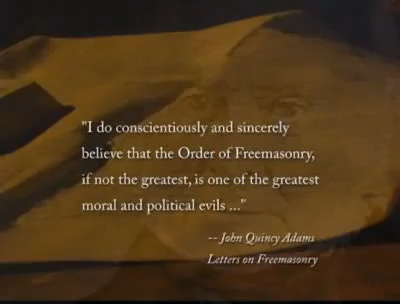 "I do conscientiously and sincerely
believe that the Order of Freemasonry,
if not the greatest, is one of the greatest
moral and political evils ..."
-- John Quincy Adams
Letters on Freemasonry